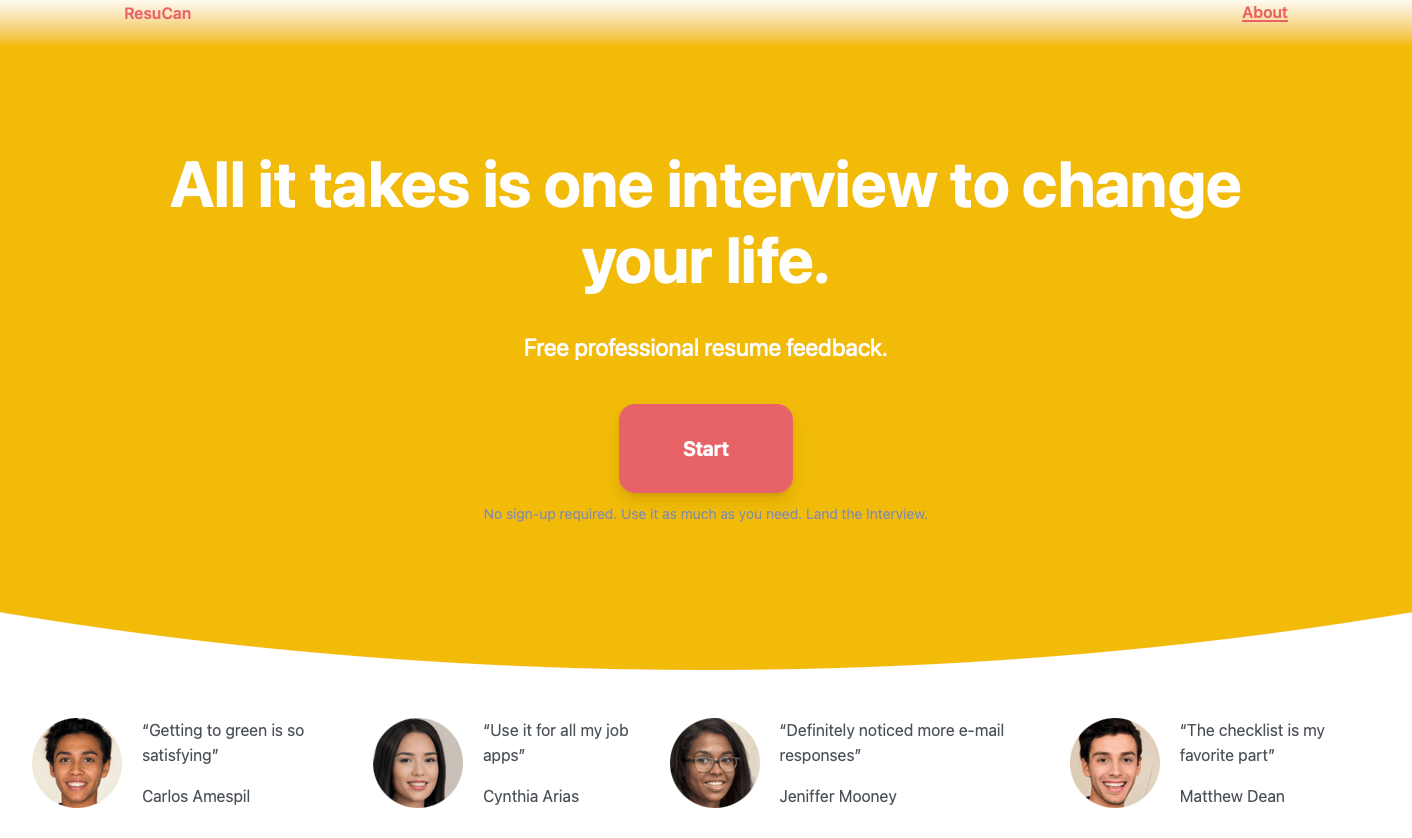 ResuCan
About
All it takes is one interview to change
your life.
Free professional resume feedback.
Start
No sign-up required. Use it as much as you need. Land the Interview.
“Getting to green is so
satisfying”
Carlos Amespil
“Use it for all my job
apps”
Cynthia Arias
“Definitely noticed more e-mail
responses”
Jeniffer Mooney
“The checklist is my
favorite part”
Matthew Dean